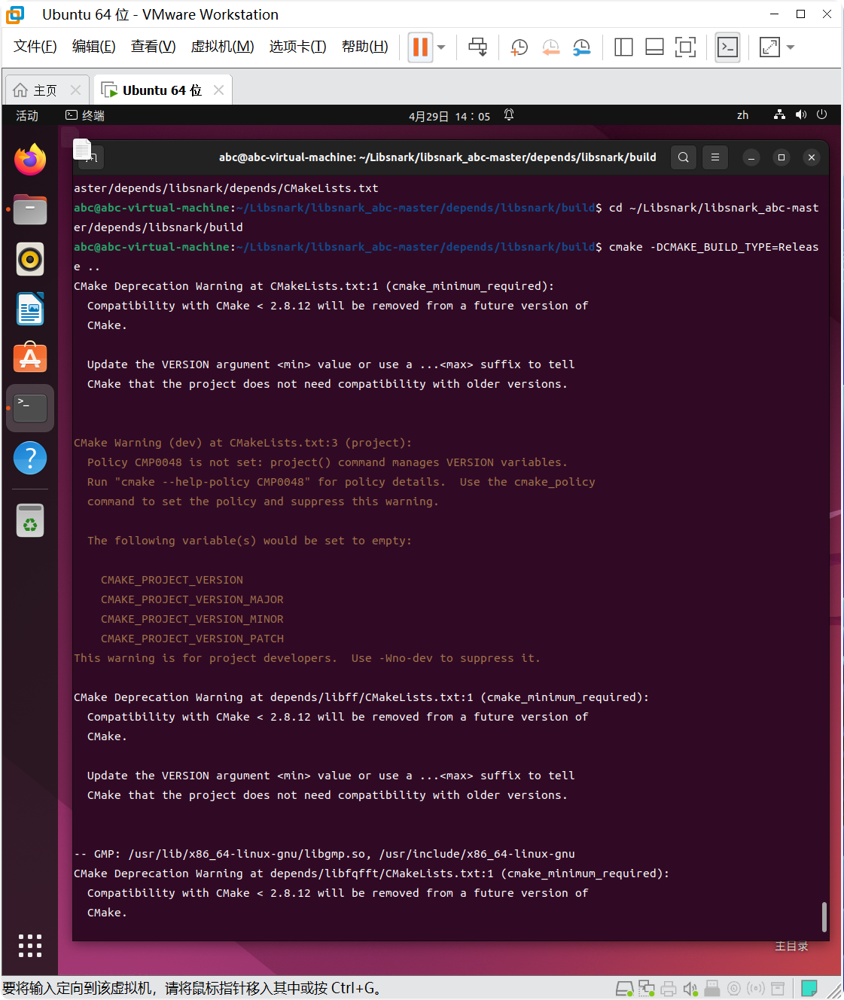 Ubuntu 64 位 - VMware Workstation
文件(F) 编辑(E) 查看(V) 虚拟机(M) 选项卡(T) 帮助(H)
主页 Ubuntu 64 位
活动 终端 4月29日 14：05 zh
abc@abc-virtual-machine: ~/Libsnark/libsnark_abc-master/depends/libsnark/build
aster/depends/libsnark/depends/CMakeLists.txt
abc@abc-virtual-machine:~/Libsnark/libsnark_abc-master/depends/libsnark/build$ cd ~/Libsnark/libsnark_abc-mast
er/depends/libsnark/build
abc@abc-virtual-machine:~/Libsnark/libsnark_abc-master/depends/libsnark/build$ cmake -DCMAKE_BUILD_TYPE=Releas
e ..
CMake Deprecation Warning at CMakeLists.txt:1 (cmake_minimum_required):
Compatibility with CMake < 2.8.12 will be removed from a future version of
CMake.
Update the VERSION argument <min> value or use a ...<max> suffix to tell
CMake that the project does not need compatibility with older versions.
CMake Warning (dev) at CMakeLists.txt:3 (project):
Policy CMP0048 is not set: project() command manages VERSION variables.
Run "cmake --help-policy CMP0048" for policy details.  Use the cmake_policy
command to set the policy and suppress this warning.
The following variable(s) would be set to empty:
CMAKE_PROJECT_VERSION
CMAKE_PROJECT_VERSION_MAJOR
CMAKE_PROJECT_VERSION_MINOR
CMAKE_PROJECT_VERSION_PATCH
This warning is for project developers.  Use -Wno-dev to suppress it.
CMake Deprecation Warning at depends/libff/CMakeLists.txt:1 (cmake_minimum_required):
Compatibility with CMake < 2.8.12 will be removed from a future version of
CMake.
Update the VERSION argument <min> value or use a ...<max> suffix to tell
CMake that the project does not need compatibility with older versions.
-- GMP: /usr/lib/x86_64-linux-gnu/libgmp.so, /usr/include/x86_64-linux-gnu
CMake Deprecation Warning at depends/libfqfft/CMakeLists.txt:1 (cmake_minimum_required):
Compatibility with CMake < 2.8.12 will be removed from a future version of
CMake.
主目录
要将输入定向到该虚拟机，请将鼠标指针移入其中或按 Ctrl+G。